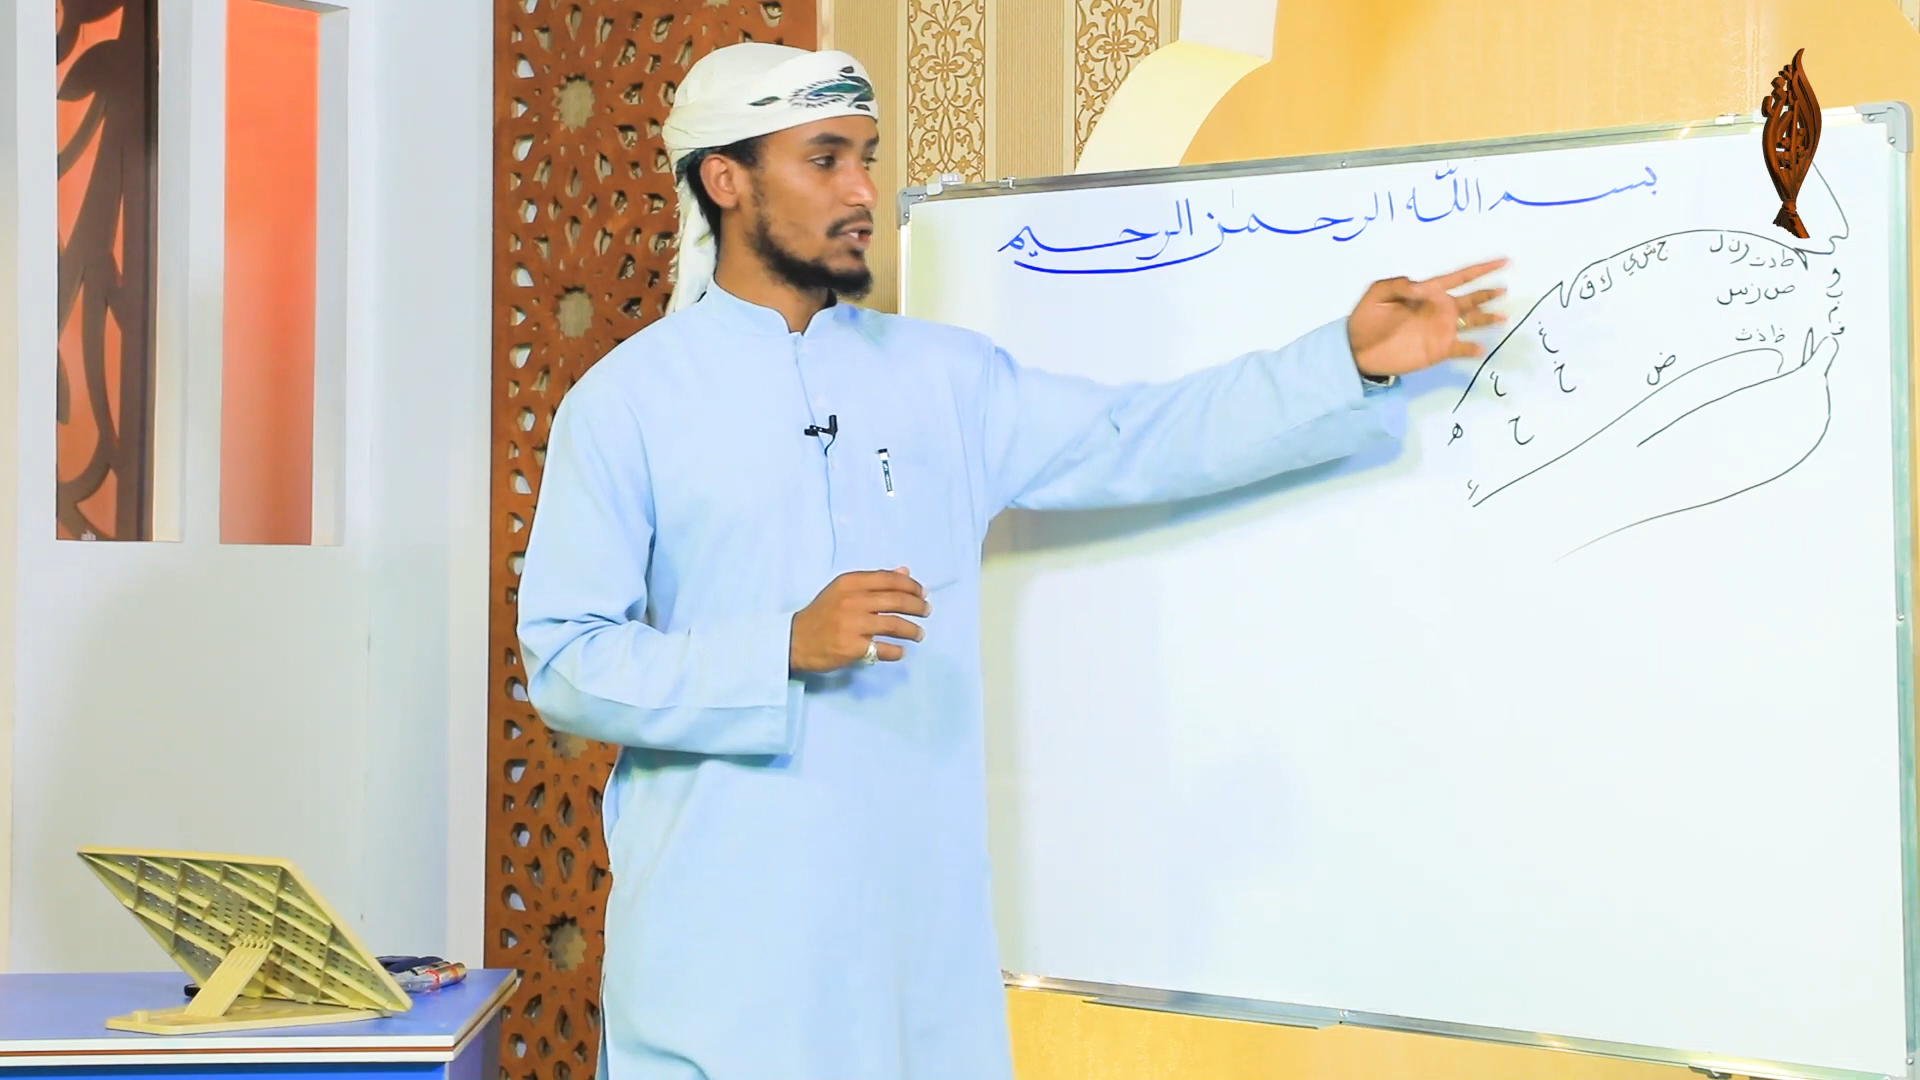 بسم الله الرحمن الرحيم
ر ن ل
ج ش ي
ط د ت
ك ق
ص ز س
و
ب
م
ف
ظ ذ ث
غ
خ
ض
ع
ح
ه
ء